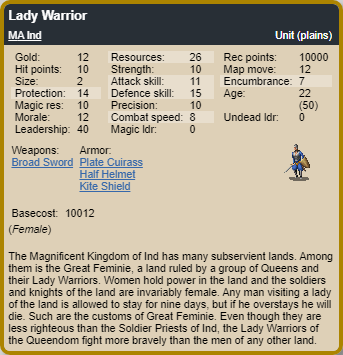 Lady Warrior
MA Ind Unit (plains)
Gold: 12 Resources: 26 Rec points: 10000
Hit points: 10 Strength: 10 Map move: 12
Size: 2 Attack skill: 11 Encumbrance: 7
Protection: 14 Defence skill: 15 Age: 22
Magic res: 10 Precision: 10 (50)
Morale: 12 Combat speed: 8 Undead ldr: 0
Leadership: 40 Magic ldr: 0
Weapons: Armor:
Broad Sword Plate Cuirass
Half Helmet
Kite Shield
Basecost: 10012
(Female)
The Magnificent Kingdom of Ind has many subservient lands. Among
them is the Great Feminie, a land ruled by a group of Queens and
their Lady Warriors. Women hold power in the land and the soldiers
and knights of the land are invariably female. Any man visiting a lady
of the land is allowed to stay for nine days, but if he overstays he will
die. Such are the customs of Great Feminie. Even though they are
less righteous than the Soldier Priests of Ind, the Lady Warriors of
the Queendom fight more bravely than the men of any other land.